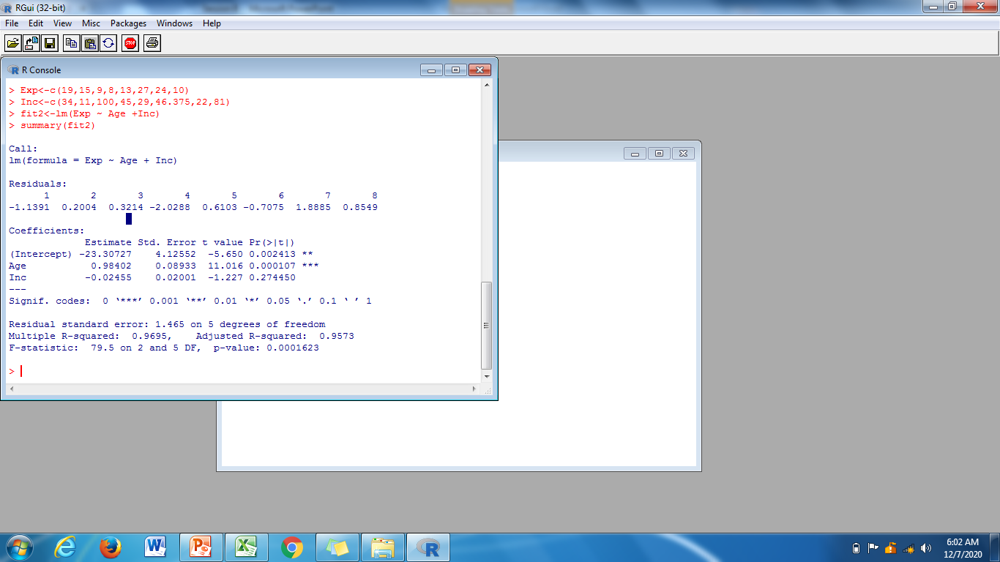 RGui (32-bit)
File Edit View Misc Packages Windows Help
STOP
R Console
> Exp<-c(19,15,9,8,13,27,24,10)
> Inc<-c(34,11,100,45,29,46.375,22,81)
> fit2<-lm(Exp ~ Age +Inc)
> summary(fit2)
Call:
lm(formula = Exp ~ Age + Inc)
Residuals:
      1       2       3       4       5       6       7       8
-1.1391  0.2004  0.3214 -2.0288  0.6103 -0.7075  1.8885  0.8549
Coefficients:
             Estimate Std. Error t value Pr(>|t|)
(Intercept) -23.30727    4.12552  -5.650 0.002413 **
Age           0.98402    0.08933  11.016 0.000107 ***
Inc          -0.02455    0.02001  -1.227 0.274450
---
Signif. codes:  0 ‘***’ 0.001 ‘**’ 0.01 ‘*’ 0.05 ‘.’ 0.1 ‘ ’ 1
Residual standard error: 1.465 on 5 degrees of freedom
Multiple R-squared:  0.9695,    Adjusted R-squared:  0.9573
F-statistic:  79.5 on 2 and 5 DF,  p-value: 0.0001623
>
6:02 AM
12/7/2020